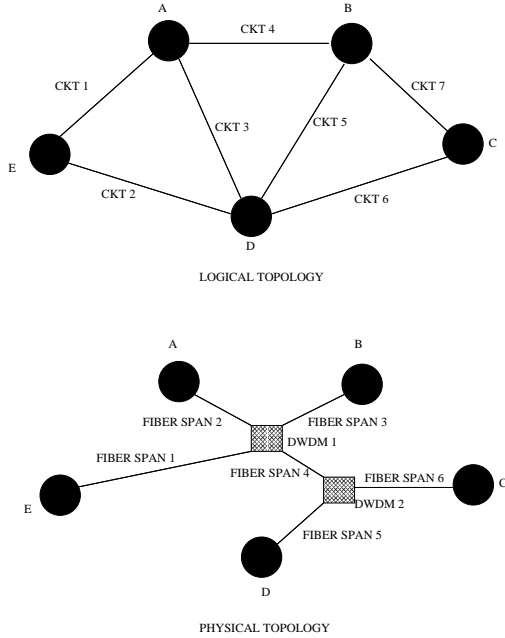 A
B
CKT 4
CKT 1
CKT 7
CKT 3
CKT 5
C
E
CKT 2
CKT 6
D
LOGICAL TOPOLOGY
A
B
FIBER SPAN 2
FIBER SPAN 3
DWDM 1
FIBER SPAN 1
FIBER SPAN 4
FIBER SPAN 6
C
E
DWDM 2
FIBER SPAN 5
D
PHYSICAL TOPOLOGY